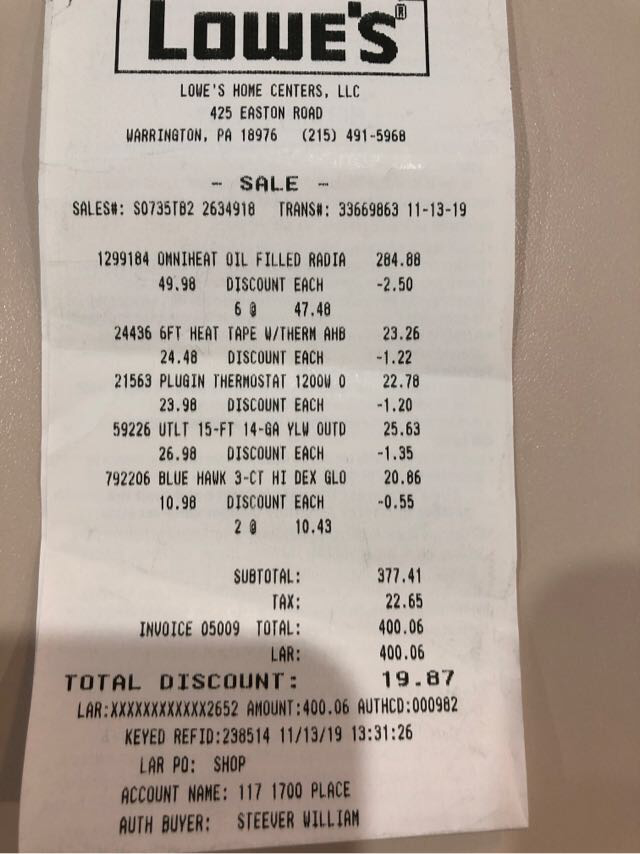 LOWE'S®
LOWE'S HOME CENTERS, LLC
425 EASTON ROAD
WARRINGTON, PA 18976 (215) 491-5968
- SALE -
SALES#: S0735TB2 2634918 TRANS#: 33669863 11-13-19
1299184 OMNIHEAT OIL FILLED RADIA 284.88
49.98 DISCOUNT EACH -2.50
6 @ 47.48
24436 6FT HEAT TAPE W/THERM AHB 23.26
24.48 DISCOUNT EACH -1.22
21563 PLUGIN THERMOSTAT 1200W O 22.78
23.98 DISCOUNT EACH -1.20
59226 UTLT 15-FT 14-GA YLW OUTD 25.63
26.98 DISCOUNT EACH -1.35
792206 BLUE HAWK 3-CT HI DEX GLO 20.86
10.98 DISCOUNT EACH -0.55
2 @ 10.43
SUBTOTAL: 377.41
TAX: 22.65
INVOICE 05009 TOTAL: 400.06
LAR: 400.06
TOTAL DISCOUNT: 19.87
LAR:XXXXXXXXXXXX2652 AMOUNT:400.06 AUTHCD:000982
KEYED REFID:238514 11/13/19 13:31:26
LAR PO: SHOP
ACCOUNT NAME: 117 1700 PLACE
AUTH BUYER: STEEVER WILLIAM